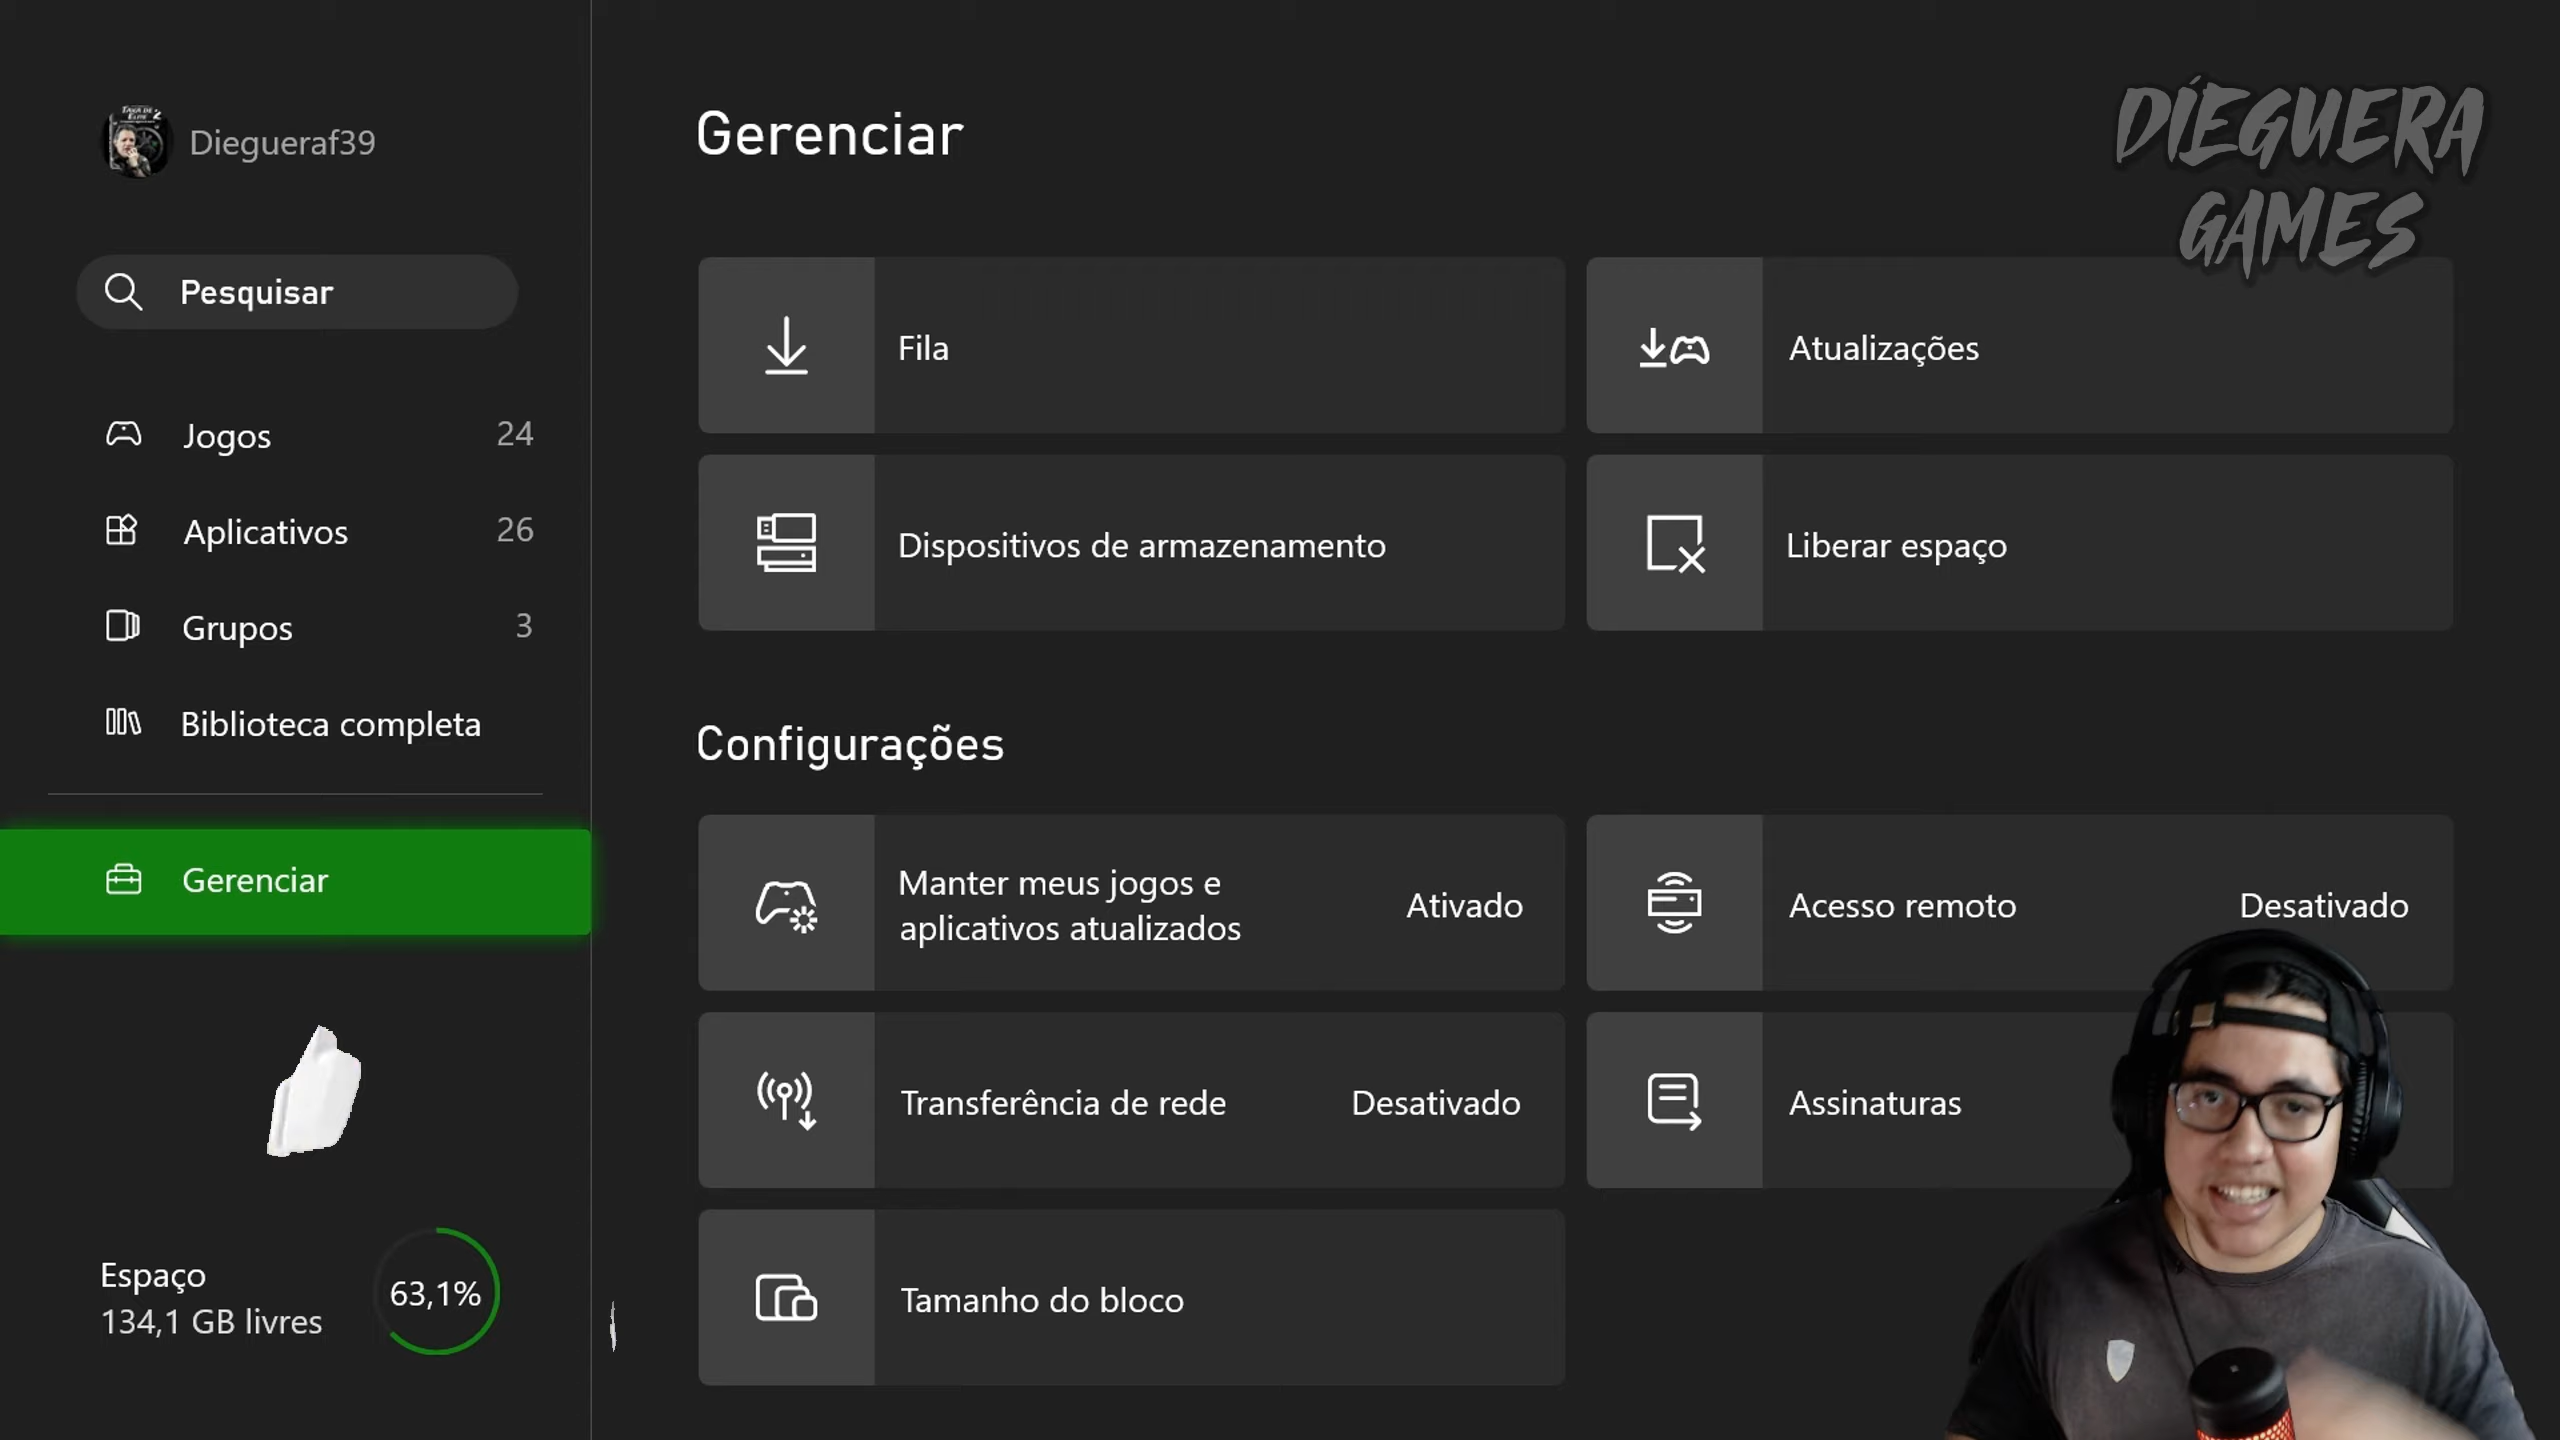 Diegueraf39
Pesquisar
Jogos 24
Aplicativos 26
Grupos 3
Biblioteca completa
Gerenciar
Espaço
134,1 GB livres
63,1%
Gerenciar
DIEGUERA
GAMES
Fila
Atualizações
Dispositivos de armazenamento
Liberar espaço
Configurações
Manter meus jogos e
aplicativos atualizados
Ativado
Acesso remoto
Desativado
Transferência de rede
Desativado
Assinaturas
Tamanho do bloco